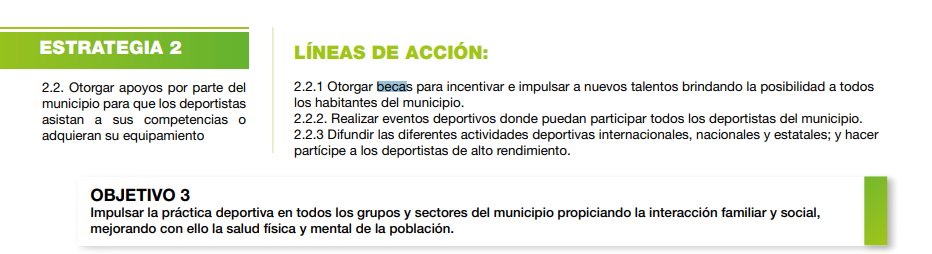 ESTRATEGIA 2
2.2. Otorgar apoyos por parte del
municipio para que los deportistas
asistan a sus competencias o
adquieran su equipamiento
LÍNEAS DE ACCIÓN:
2.2.1 Otorgar becas para incentivar e impulsar a nuevos talentos brindando la posibilidad a todos
los habitantes del municipio.
2.2.2. Realizar eventos deportivos donde puedan participar todos los deportistas del municipio.
2.2.3 Difundir las diferentes actividades deportivas internacionales, nacionales y estatales; y hacer
partícipe a los deportistas de alto rendimiento.
OBJETIVO 3
Impulsar la práctica deportiva en todos los grupos y sectores del municipio propiciando la interacción familiar y social,
mejorando con ello la salud física y mental de la población.